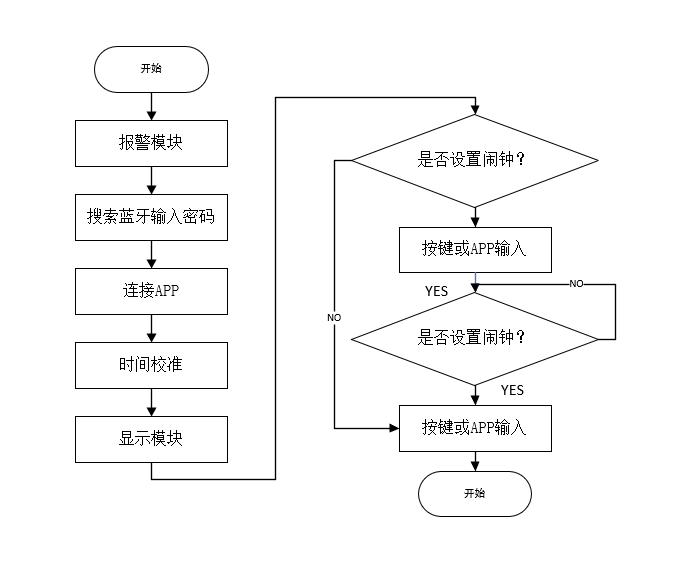 开始
报警模块
搜索蓝牙输入密码
连接APP
时间校准
显示模块
是否设置闹钟？
按键或APP输入
YES
NO
是否设置闹钟？
NO
YES
按键或APP输入
开始